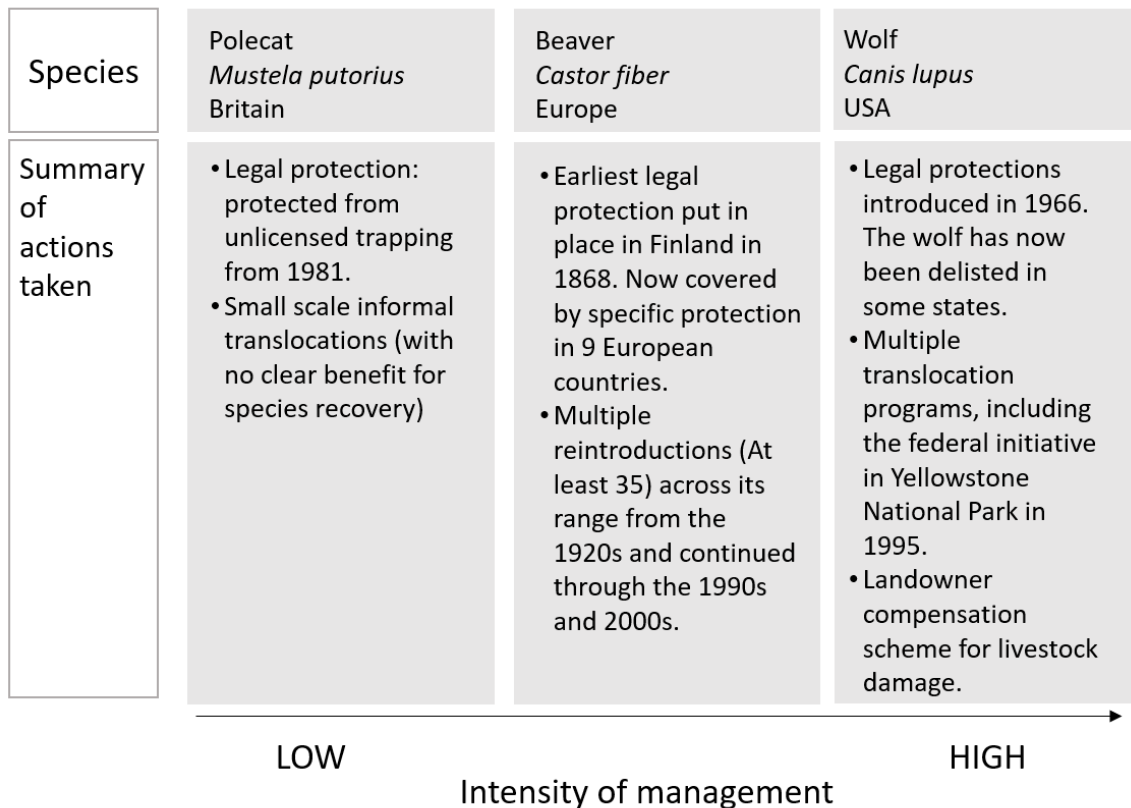 Species
Polecat
Mustela putorius
Britain
Beaver
Castor fiber
Europe
Wolf
Canis lupus
USA
Summary
of
actions
taken
• Legal protection:
protected from
unlicensed trapping
from 1981.
• Small scale informal
translocations (with
no clear benefit for
species recovery)
• Earliest legal
protection put in
place in Finland in
1868. Now covered
by specific protection
in 9 European
countries.
• Multiple
reintroductions (At
least 35) across its
range from the
1920s and continued
through the 1990s
and 2000s.
• Legal protections
introduced in 1966.
The wolf has now
been delisted in
some states.
• Multiple
translocation
programs, including
the federal initiative
in Yellowstone
National Park in
1995.
• Landowner
compensation
scheme for livestock
damage.
LOW
HIGH
Intensity of management